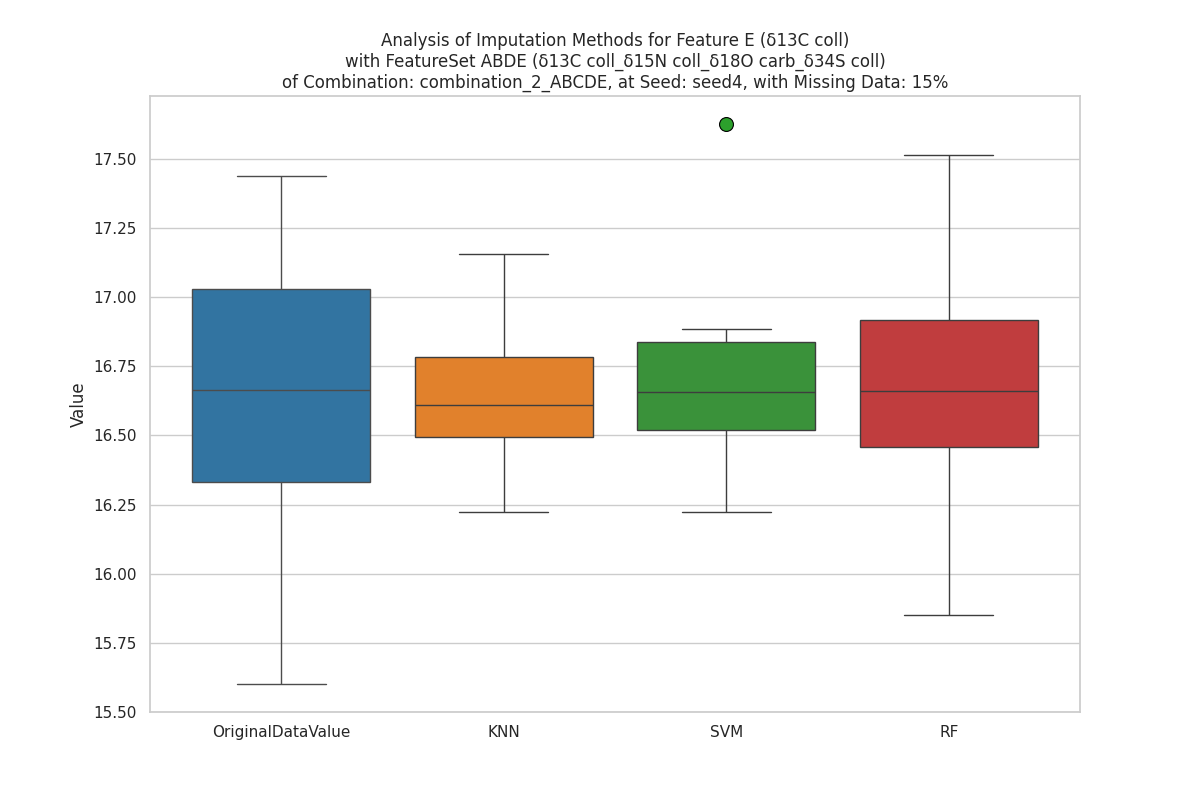 Analysis of Imputation Methods for Feature E (δ13C coll)
with FeatureSet ABDE (δ13C coll_δ15N coll_δ18O carb_δ34S coll)
of Combination: combination_2_ABCDE, at Seed: seed4, with Missing Data: 15%
17.50
17.25
17.00
16.75
16.50
16.25
16.00
15.75
15.50
Value
OriginalDataValue
KNN
SVM
RF